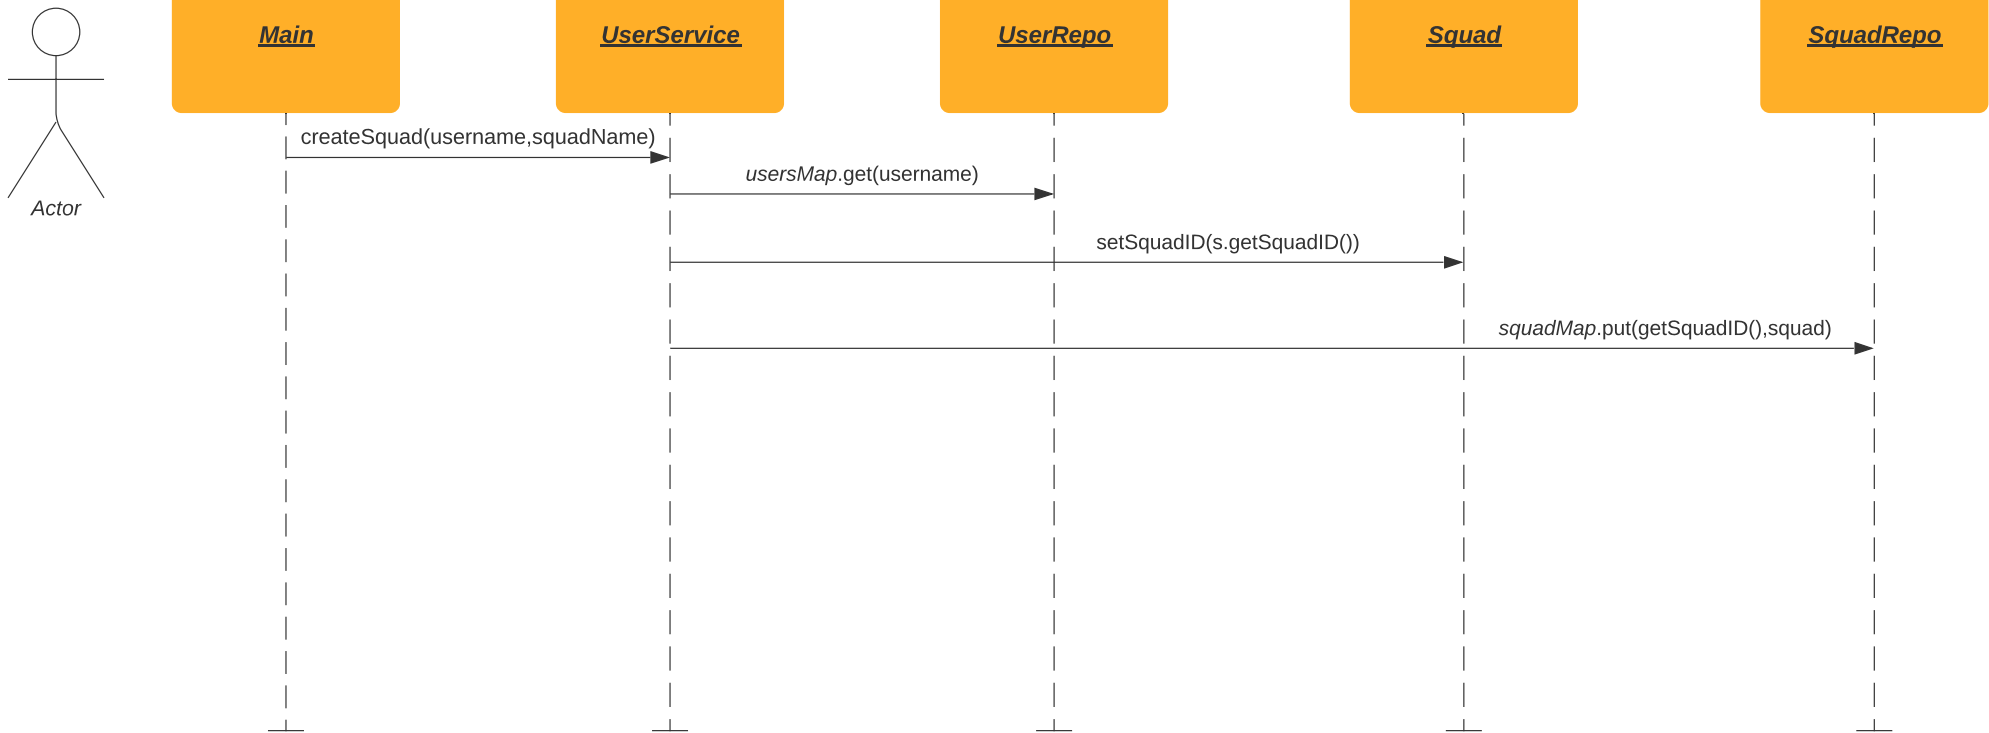 Main
UserService
UserRepo
Squad
SquadRepo
createSquad(username,squadName)
usersMap.get(username)
Actor
setSquadID(s.getSquadID())
squadMap.put(getSquadID(),squad)